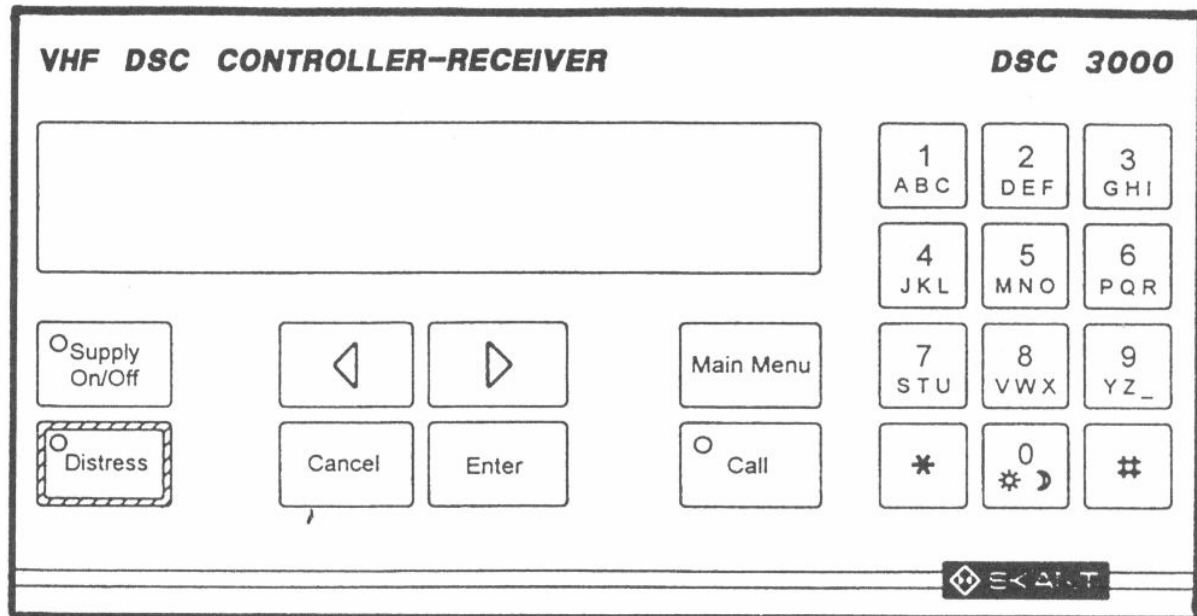 VHF DSC CONTROLLER-RECEIVER DSC 3000
1 2 3
ABC DEF GHI
4 5 6
JKL MNO PQR
Supply
On/Off
Main Menu
7 8 9
STU VWX YZ_
Distress
Cancel Enter
Call
* 0 #